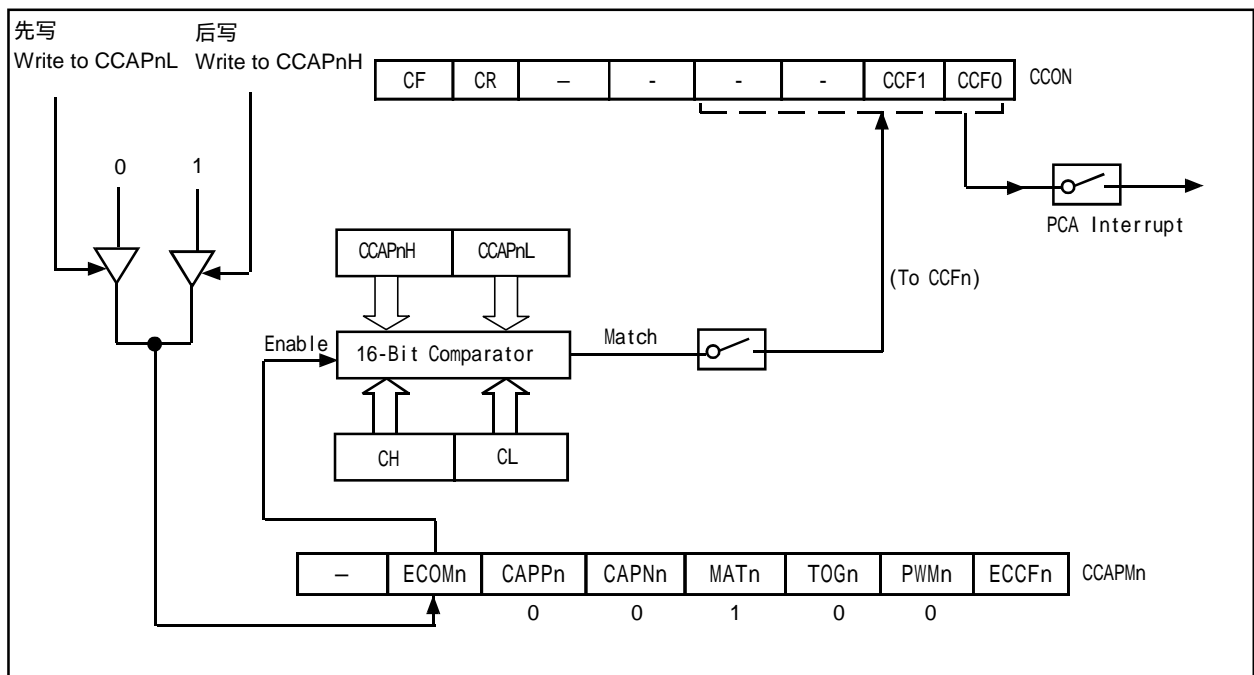 先写 后写
Write to CCAPnL Write to CCAPnH
CF CR – - - - CCF1 CCF0 CCON
0 1
PCA Interrupt
CCAPnH CCAPnL
(To CCFn)
Enable 16-Bit Comparator Match
CH CL
– ECOMn CAPPn CAPNn MATn TOGn PWMn ECCFn CCAPMn
0 0 1 0 0